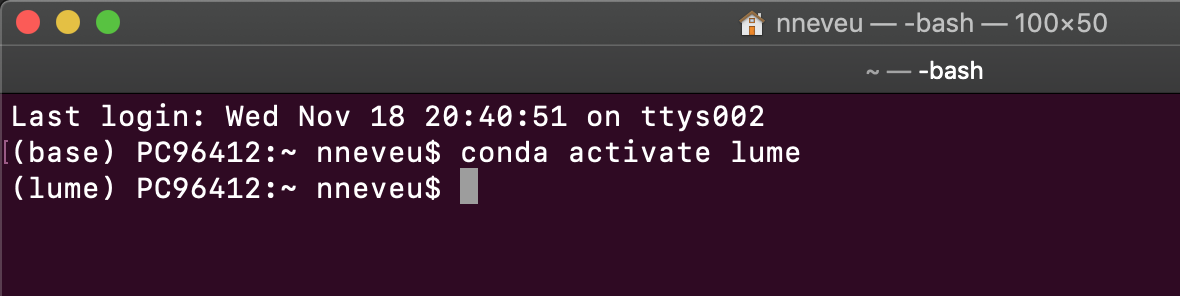 nneveu — -bash — 100×50
~ — -bash
Last login: Wed Nov 18 20:40:51 on ttys002
[(base) PC96412:~ nneveu$ conda activate lume
(lume) PC96412:~ nneveu$